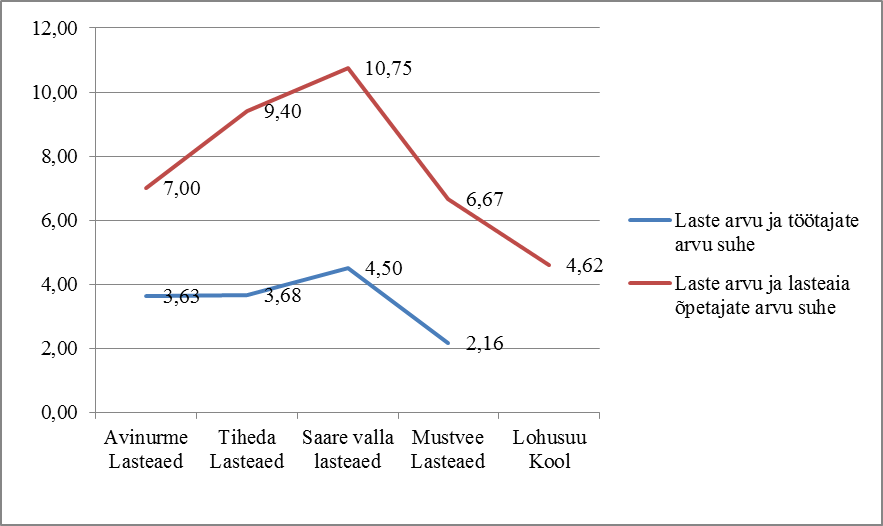 12,00
10,00
8,00
6,00
4,00
2,00
0,00
10,75
9,40
7,00
6,67
4,62
4,50
3,63
3,68
2,16
Avinurme
Lasteaed
Tiheda
Lasteaed
Saare valla
lasteaed
Mustvee
Lasteaed
Lohusuu
Kool
Laste arvu ja töötajate
arvu suhe
Laste arvu ja lasteaia
õpetajate arvu suhe